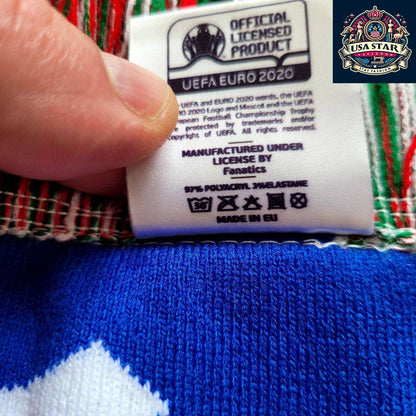 OFFICIAL
LICENSED
PRODUCT
USA STAR
UEFA EURO 2020
UEFA and EURO 2020 words, the UEFA
2020 Logo and Mascot and the UEFA
European Football Championship Trophy
are protected by trademarks and/or
of UEFA. All rights reserved.
MANUFACTURED UNDER
LICENSE BY
Fanatics
97% POLYACRYL 3% ELASTANE
30
MADE IN EU